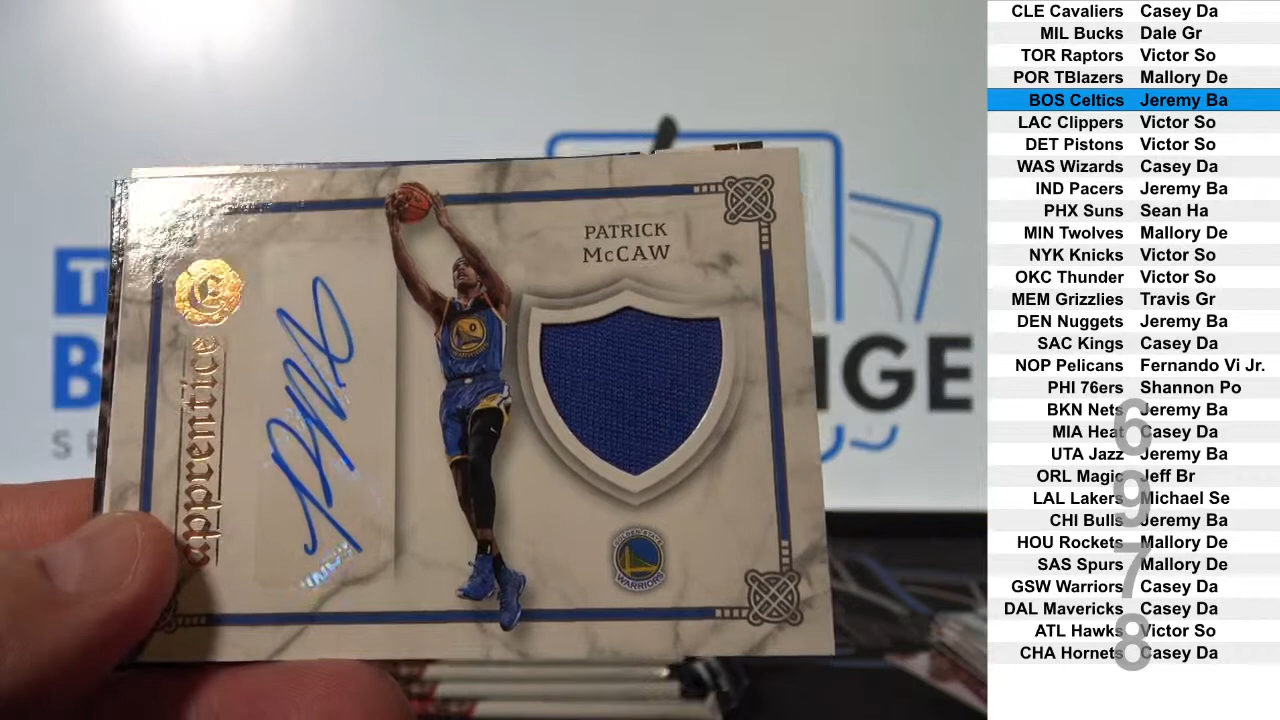 PATRICK
McCAW
apprentice
0
GOLDEN STATE
WARRIORS
T
B
NGE
S P
CLE Cavaliers Casey Da
MIL Bucks Dale Gr
TOR Raptors Victor So
POR TBlazers Mallory De
BOS Celtics Jeremy Ba
LAC Clippers Victor So
DET Pistons Victor So
WAS Wizards Casey Da
IND Pacers Jeremy Ba
PHX Suns Sean Ha
MIN Twolves Mallory De
NYK Knicks Victor So
OKC Thunder Victor So
MEM Grizzlies Travis Gr
DEN Nuggets Jeremy Ba
SAC Kings Casey Da
NOP Pelicans Fernando Vi Jr.
PHI 76ers Shannon Po
BKN Nets Jeremy Ba
MIA Heat Casey Da
UTA Jazz Jeremy Ba
ORL Magic Jeff Br
LAL Lakers Michael Se
CHI Bulls Jeremy Ba
HOU Rockets Mallory De
SAS Spurs Mallory De
GSW Warriors Casey Da
DAL Mavericks Casey Da
ATL Hawks Victor So
CHA Hornets Casey Da
6
9
7
8